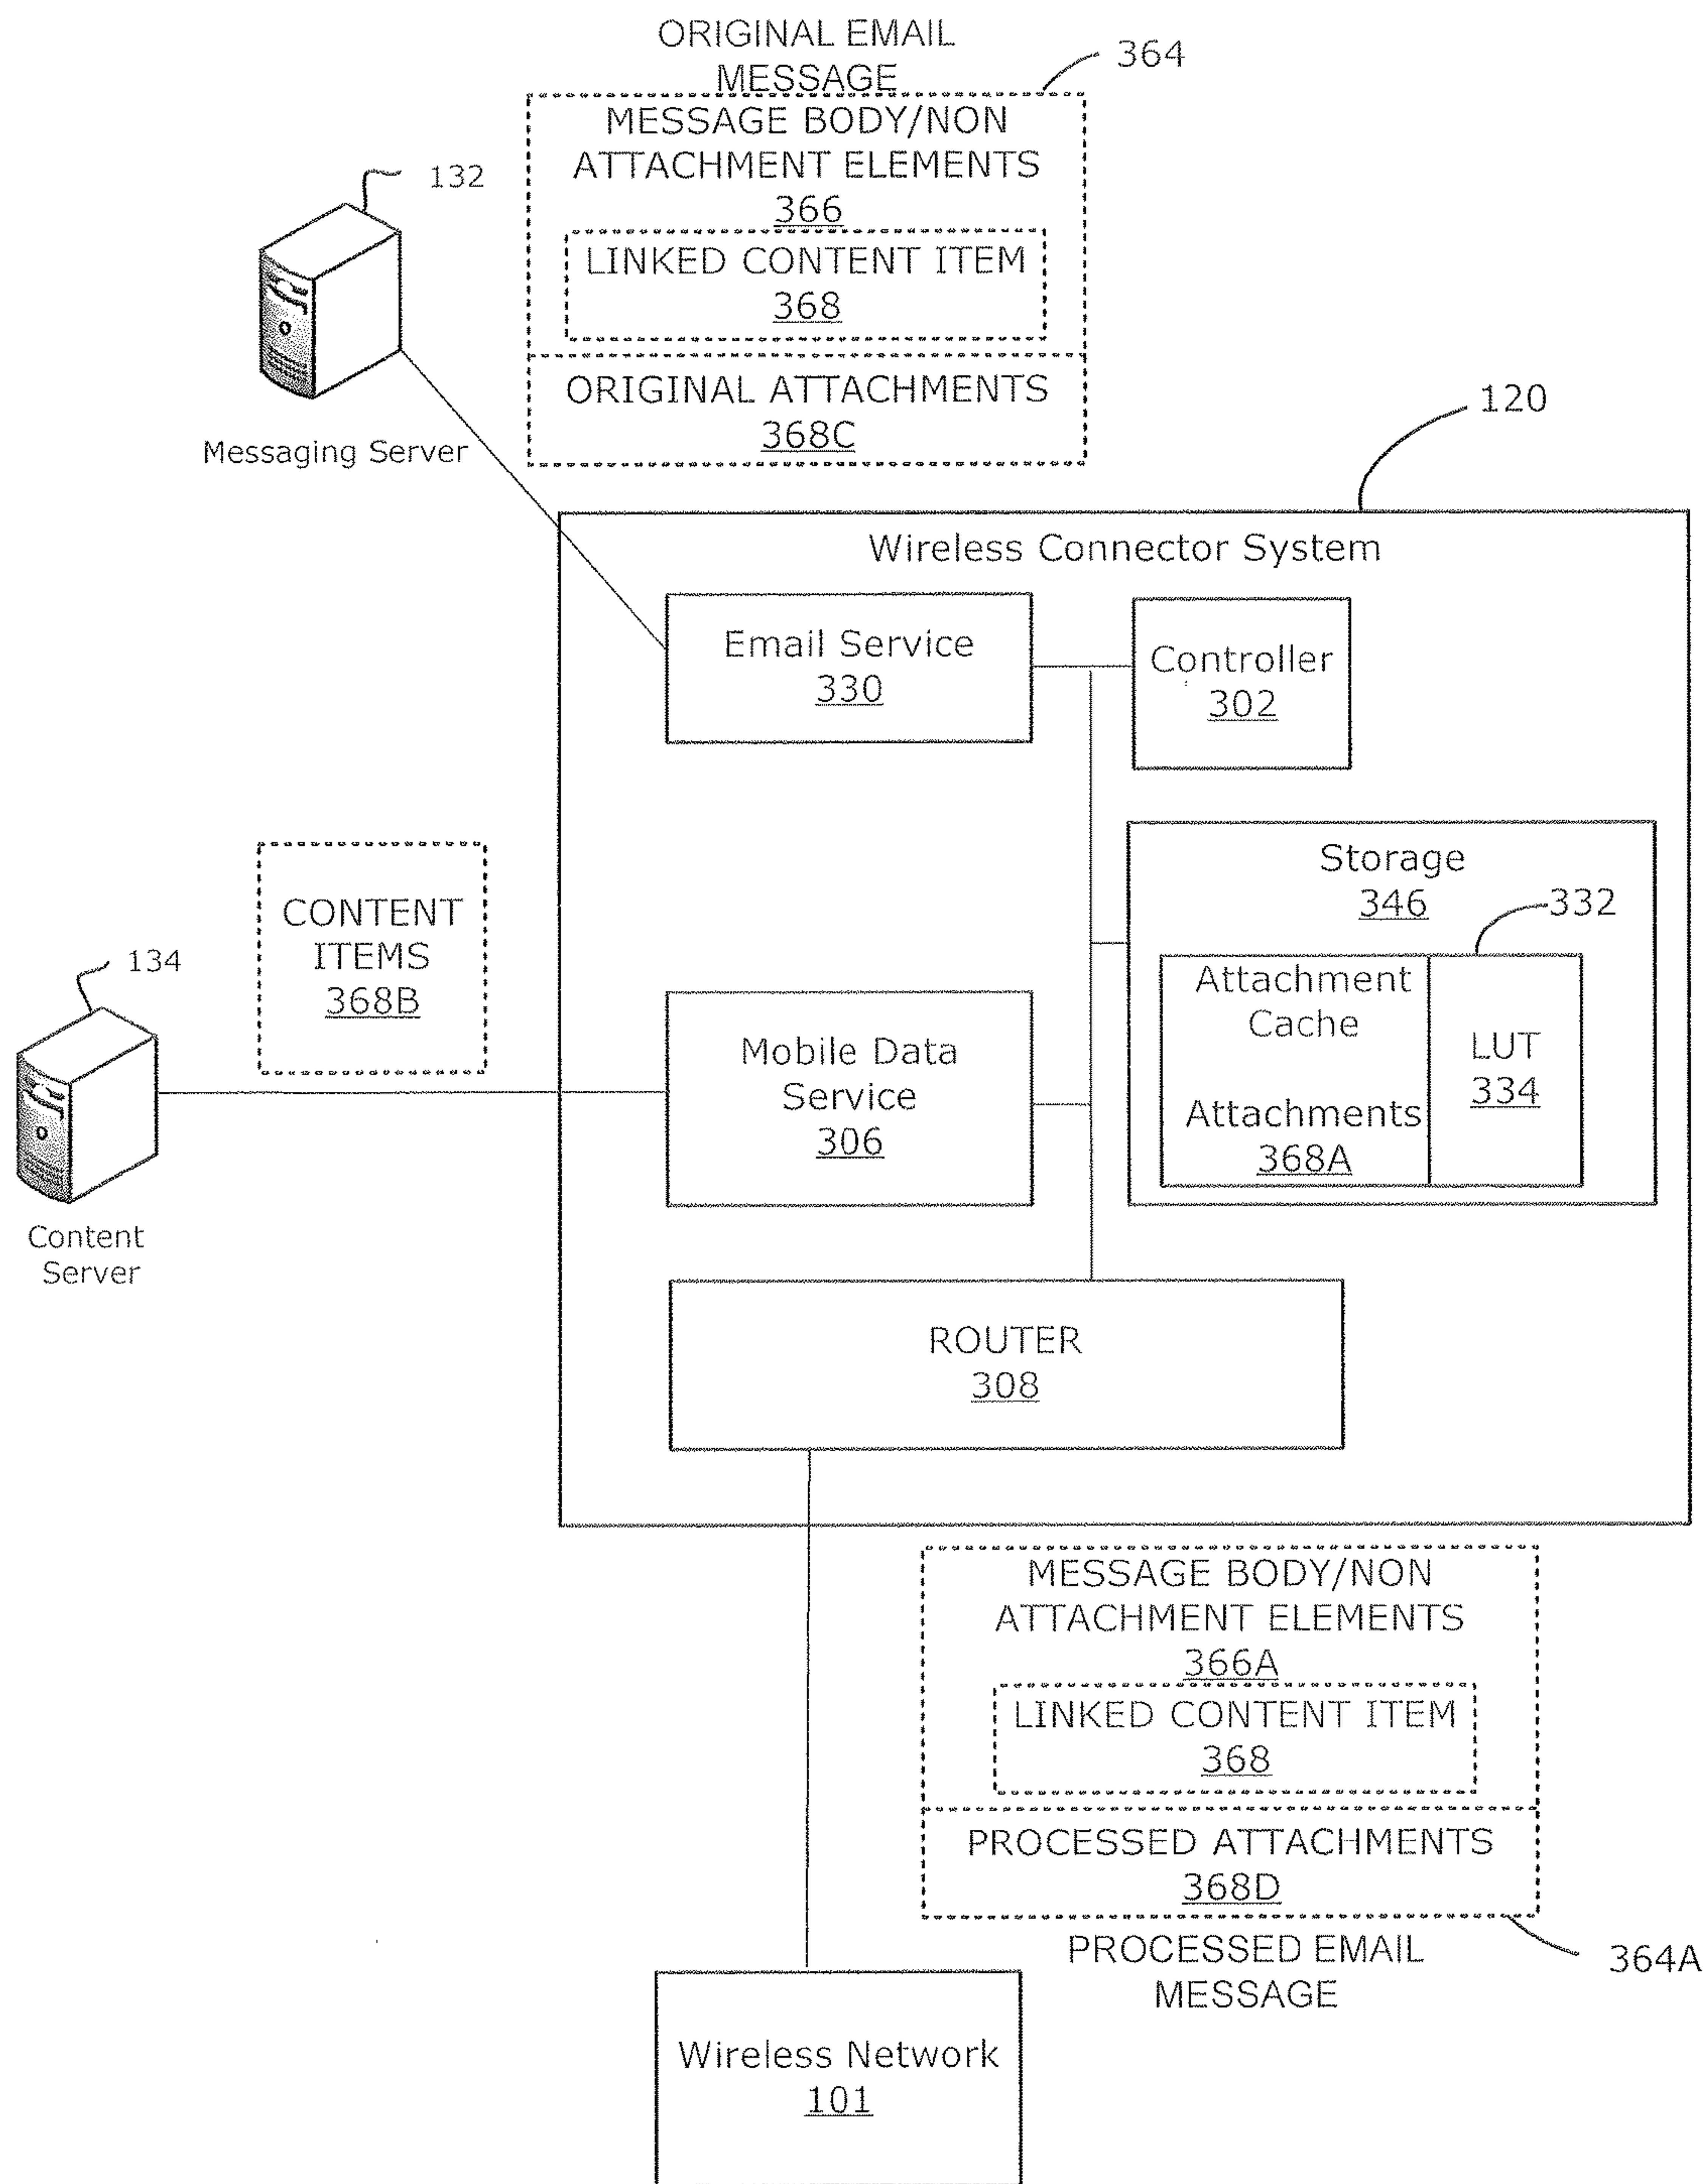 ORIGINAL EMAIL
MESSAGE
364
MESSAGE BODY/NON
ATTACHMENT ELEMENTS
366
LINKED CONTENT ITEM
368
ORIGINAL ATTACHMENTS
368C
132
Messaging Server
120
Wireless Connector System
Email Service
330
Controller
302
Storage
346
332
Attachment
Cache
Attachments
368A
LUT
334
CONTENT
ITEMS
368B
134
Content
Server
Mobile Data
Service
306
ROUTER
308
MESSAGE BODY/NON
ATTACHMENT ELEMENTS
366A
LINKED CONTENT ITEM
368
PROCESSED ATTACHMENTS
368D
PROCESSED EMAIL
MESSAGE
364A
Wireless Network
101